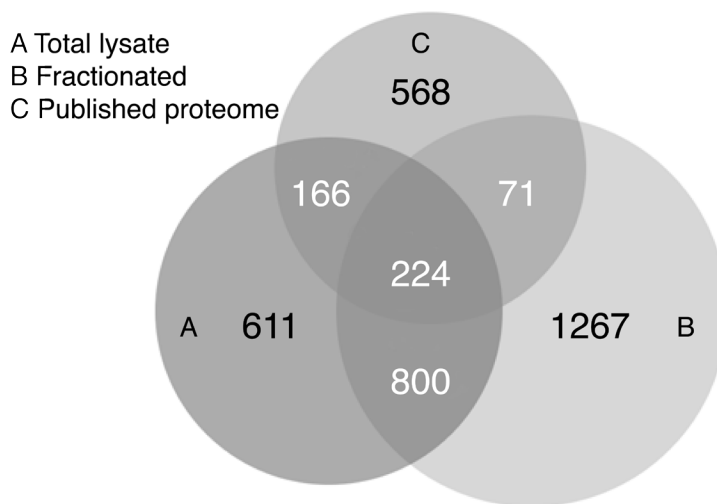 A Total lysate
B Fractionated
C Published proteome
C
568
166
71
224
A 611
1267 B
800